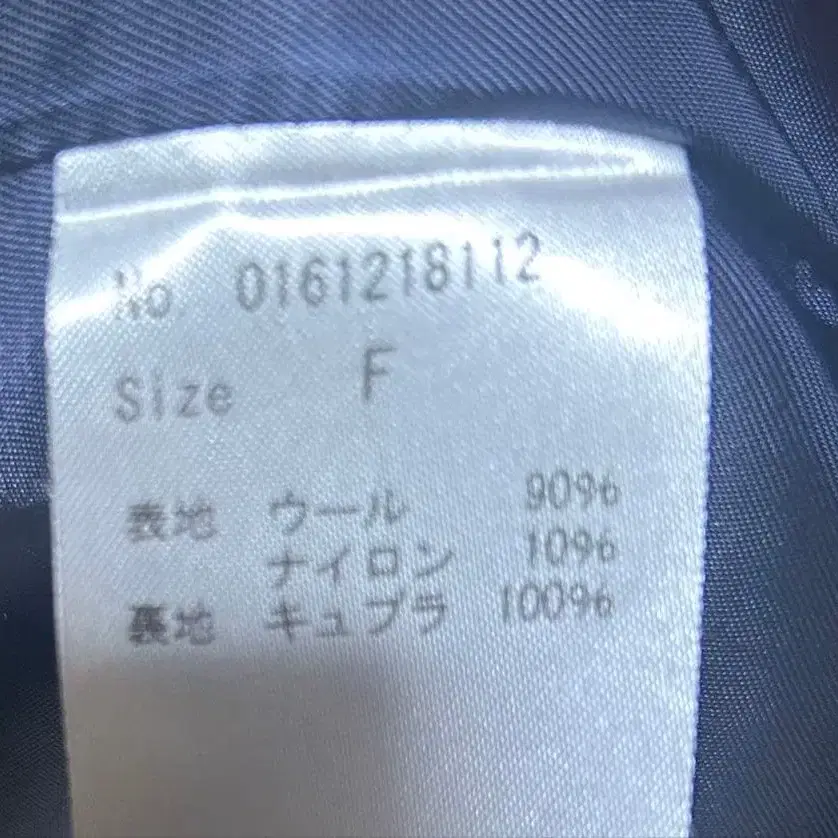 No. 0161218112
Size F
表地 ウール 90%
ナイロン 10%
裏地 キュプラ 100%